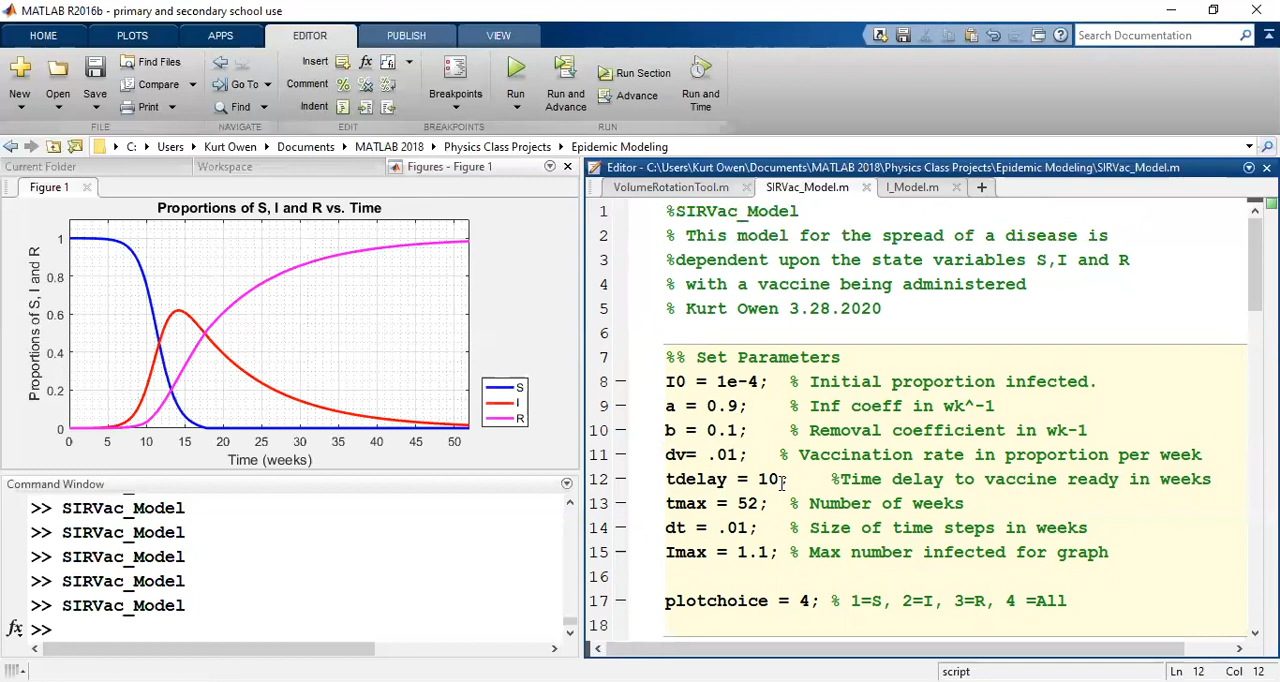 MATLAB R2016b - primary and secondary school use
HOME PLOTS APPS EDITOR PUBLISH VIEW Search Documentation
New Open Save Find Files Compare Print
Go To Find
Insert fx Comment % Indent
Breakpoints
Run Run and Advance Run Section Advance Run and Time
FILE NAVIGATE EDIT BREAKPOINTS RUN
C: Users Kurt Owen Documents MATLAB 2018 Physics Class Projects Epidemic Modeling
Current Folder Workspace Figures - Figure 1
Figure 1
Proportions of S, I and R vs. Time
Proportions of S, I and R
1
0.8
0.6
0.4
0.2
0
0 5 10 15 20 25 30 35 40 45 50
Time (weeks)
S
I
R
Command Window
>> SIRVac_Model
>> SIRVac_Model
>> SIRVac_Model
>> SIRVac_Model
>> SIRVac_Model
fx >>
Editor - C:\Users\Kurt Owen\Documents\MATLAB 2018\Physics Class Projects\Epidemic Modeling\SIRVac_Model.m
VolumeRotationTool.m SIRVac_Model.m I_Model.m
1 %SIRVac_Model
2 % This model for the spread of a disease is
3 %dependent upon the state variables S,I and R
4 % with a vaccine being administered
5 % Kurt Owen 3.28.2020
6
7 %% Set Parameters
8 I0 = 1e-4; % Initial proportion infected.
9 a = 0.9; % Inf coeff in wk^-1
10 b = 0.1; % Removal coefficient in wk-1
11 dv= .01; % Vaccination rate in proportion per week
12 tdelay = 10; %Time delay to vaccine ready in weeks
13 tmax = 52; % Number of weeks
14 dt = .01; % Size of time steps in weeks
15 Imax = 1.1; % Max number infected for graph
16
17 plotchoice = 4; % 1=S, 2=I, 3=R, 4 =All
18
script Ln 12 Col 12